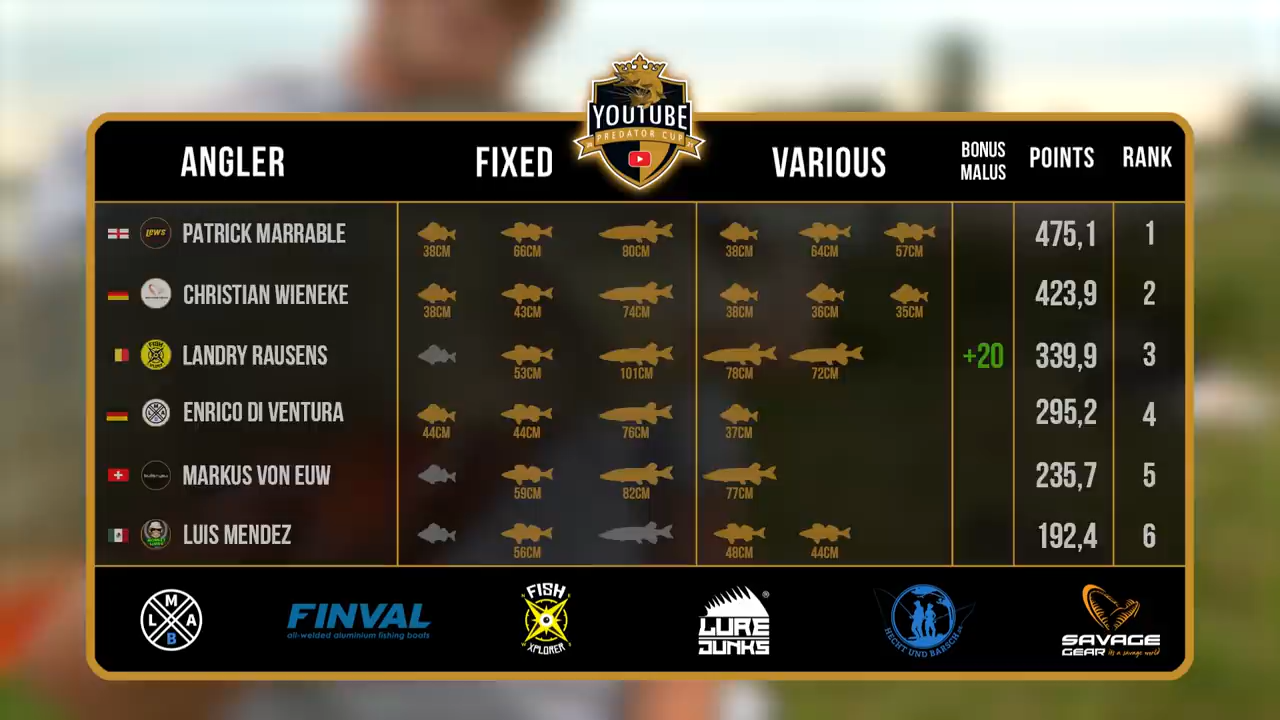 YOUTUBE
PREDATOR CUP
ANGLER FIXED VARIOUS BONUS MALUS POINTS RANK
LEWS PATRICK MARRABLE 38CM 66CM 80CM 38CM 64CM 57CM 475,1 1
CHRISTIAN WIENEKE 38CM 43CM 74CM 38CM 36CM 35CM 423,9 2
LANDRY RAUSENS 53CM 101CM 78CM 72CM +20 339,9 3
ENRICO DI VENTURA 44CM 44CM 76CM 37CM 295,2 4
MARKUS VON EUW 59CM 82CM 77CM 235,7 5
LUIS MENDEZ 56CM 48CM 44CM 192,4 6
L M A B
FINVAL
all-welded aluminium fishing boats
FISH
XPLORER
LURE
JUNKS
®
HECHT UND BARSCH
SAVAGE
GEAR its a savage world